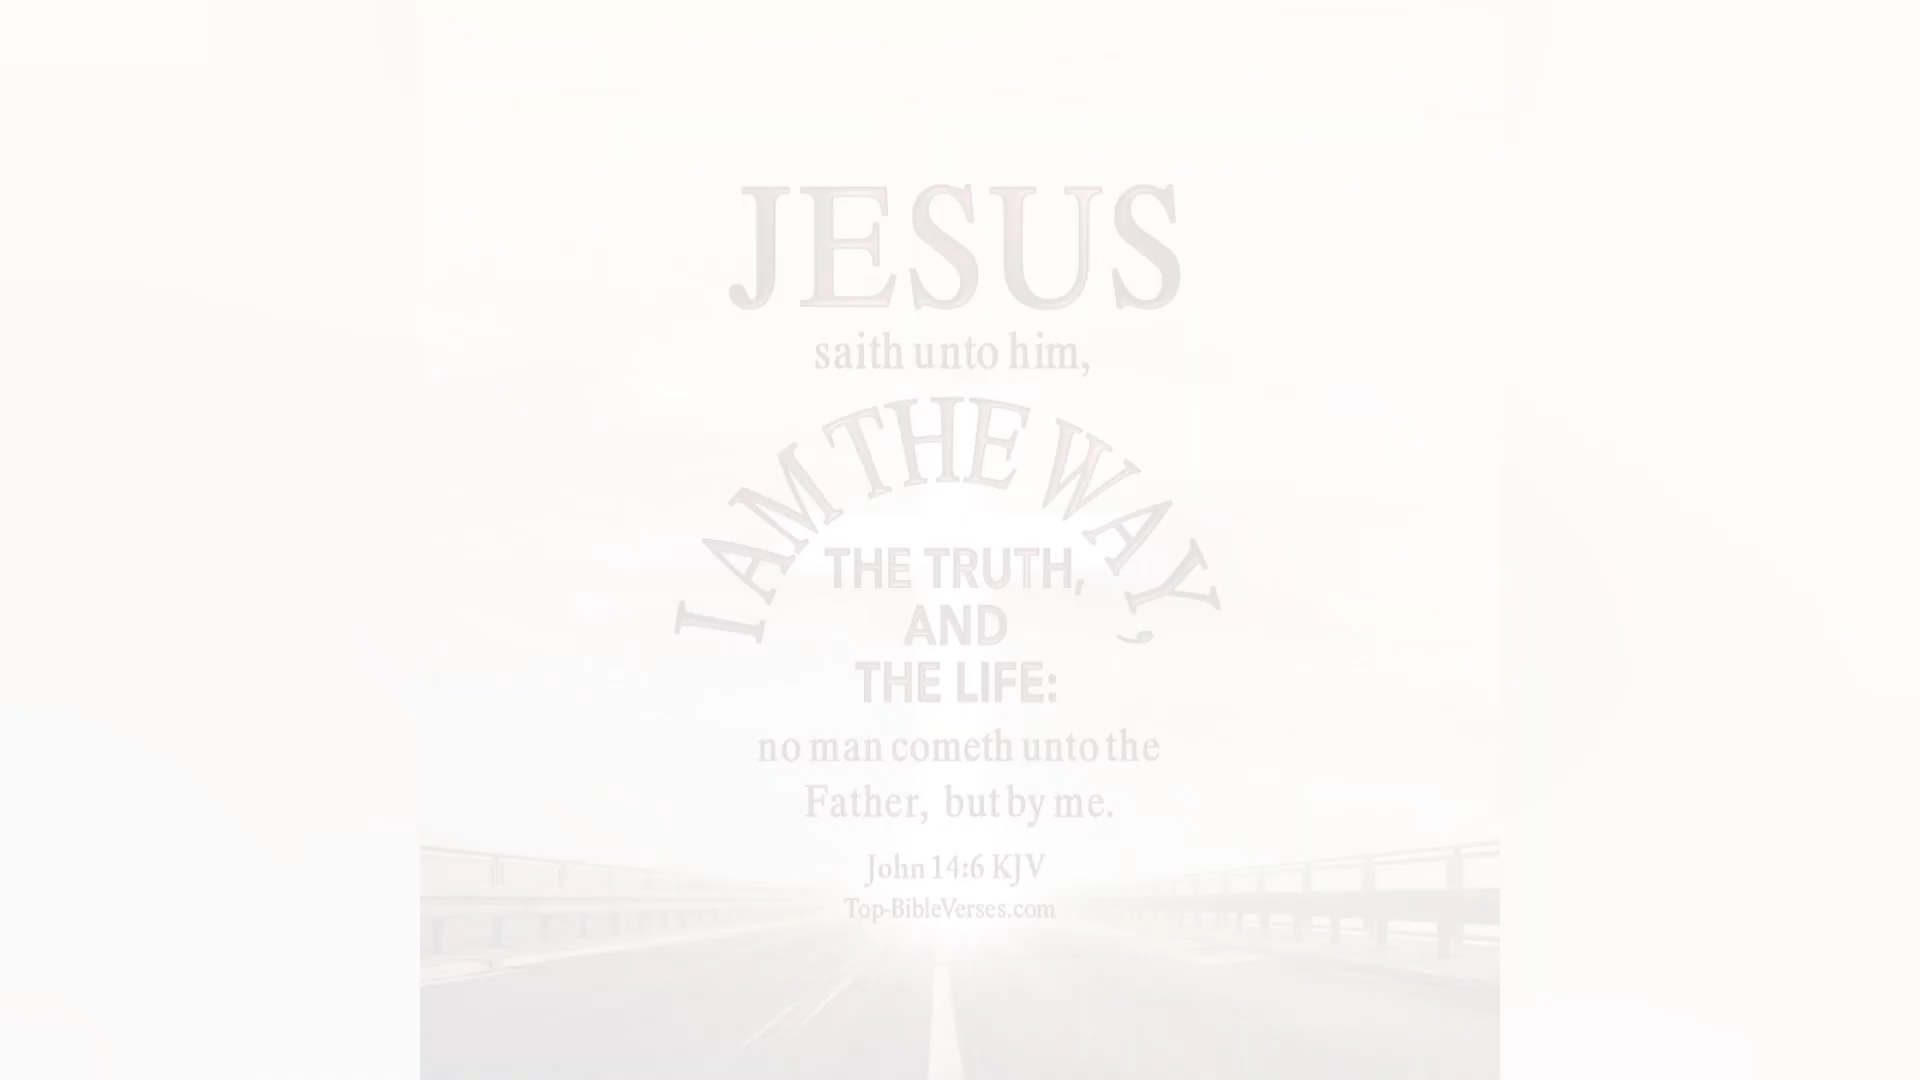 JESUS
saith unto him,
I AM THE WAY,
THE TRUTH,
AND
THE LIFE:
no man cometh unto the
Father, but by me.
John 14:6 KJV
Top-BibleVerses.com